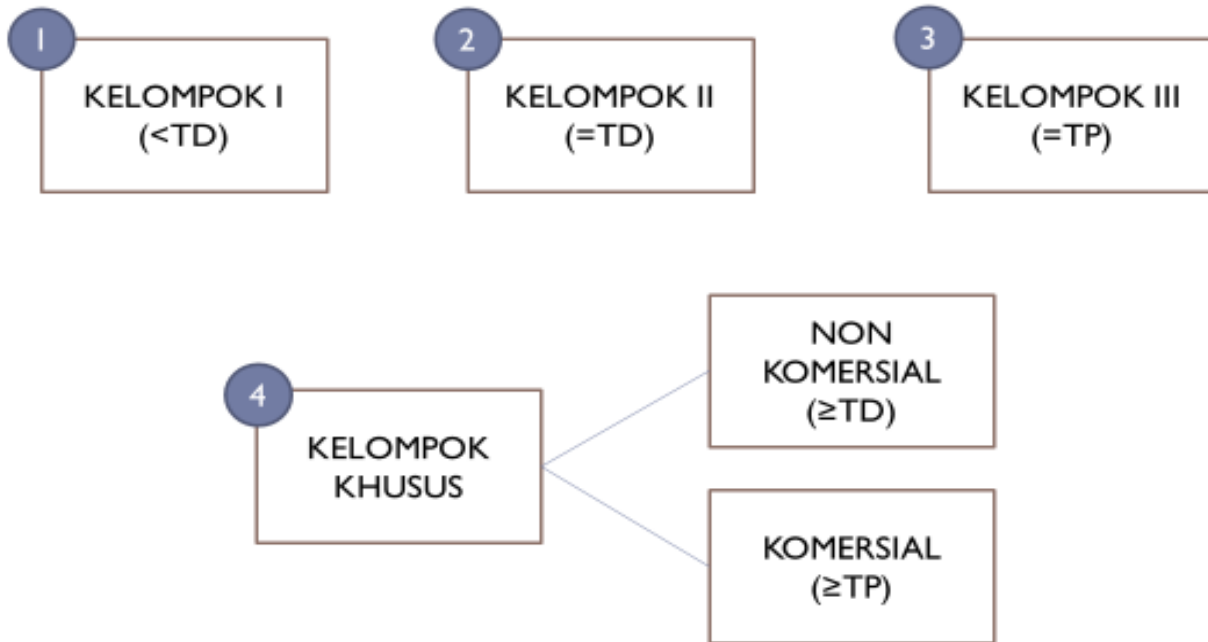 1
KELOMPOK I
(<TD)
2
KELOMPOK II
(=TD)
3
KELOMPOK III
(=TP)
4
KELOMPOK
KHUSUS
NON
KOMERSIAL
(≥TD)
KOMERSIAL
(≥TP)